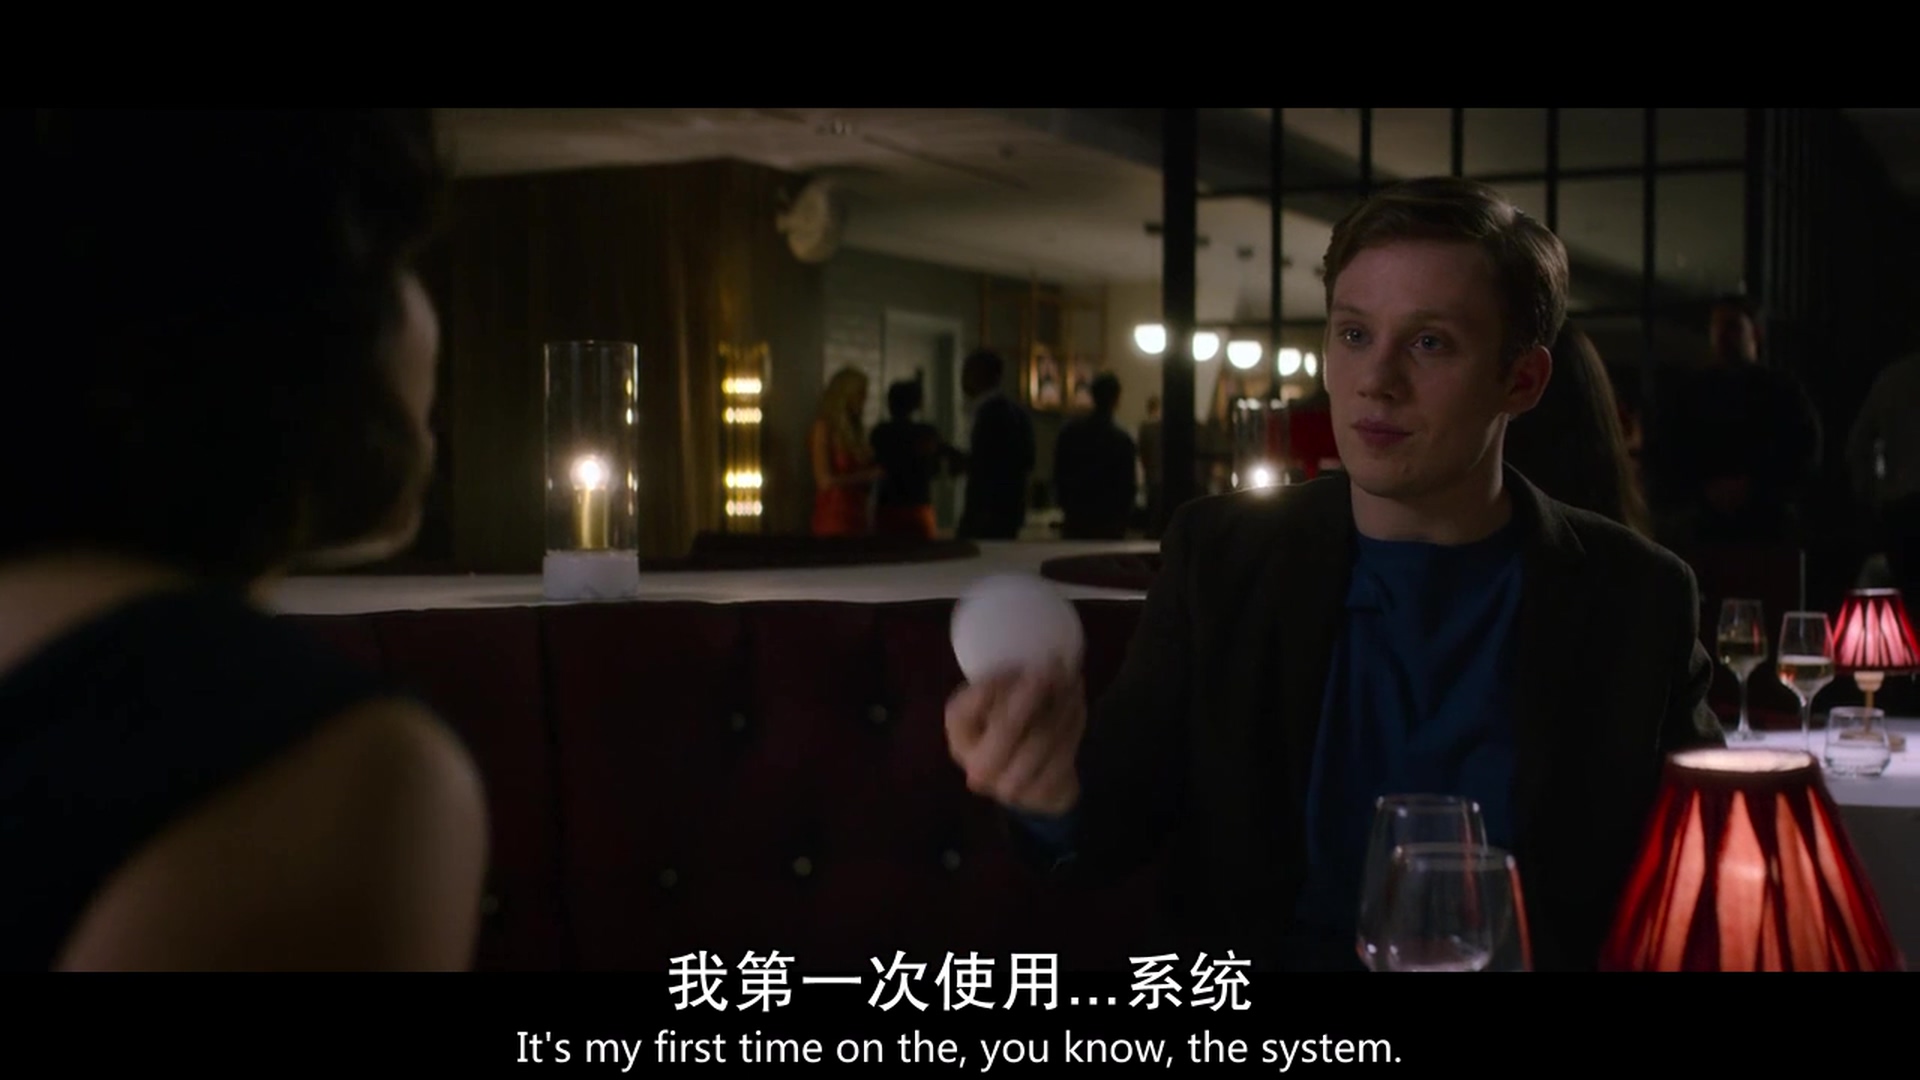 我第一次使用...系统
It's my first time on the, you know, the system.